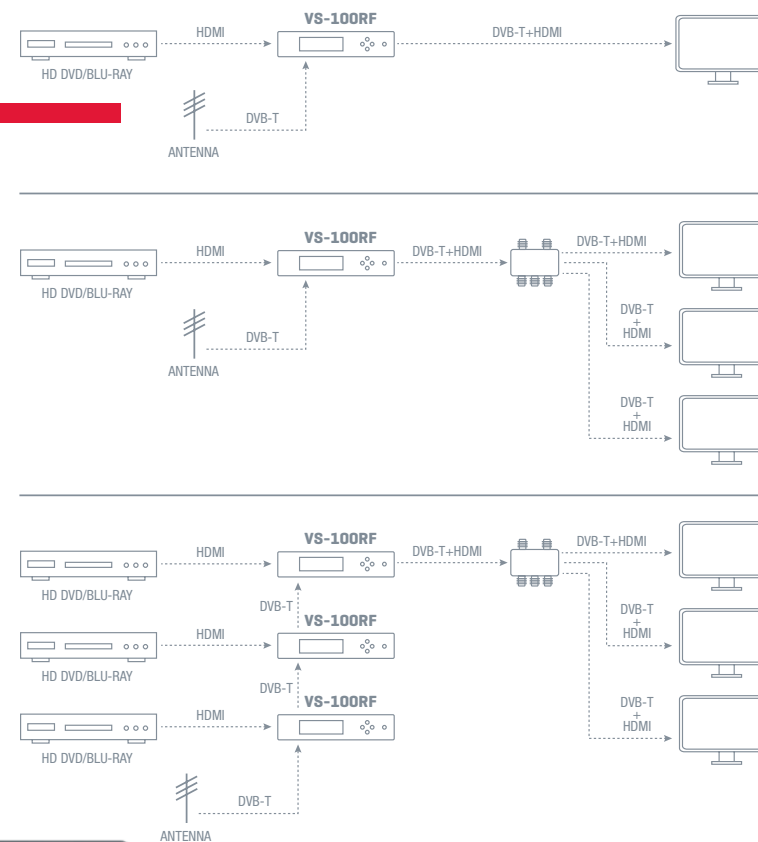 VS-100RF
HDMI
DVB-T+HDMI
HD DVD/BLU-RAY
DVB-T
ANTENNA
VS-100RF
HDMI
DVB-T+HDMI
DVB-T+HDMI
HD DVD/BLU-RAY
DVB-T
+
HDMI
DVB-T
ANTENNA
DVB-T
+
HDMI
VS-100RF
HDMI
DVB-T+HDMI
DVB-T+HDMI
HD DVD/BLU-RAY
DVB-T
VS-100RF
DVB-T
+
HDMI
HDMI
HD DVD/BLU-RAY
DVB-T
VS-100RF
DVB-T
+
HDMI
HDMI
HD DVD/BLU-RAY
DVB-T
ANTENNA